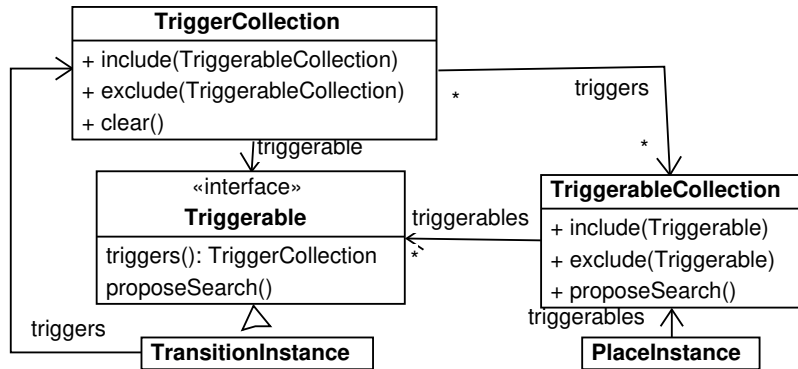 TriggerCollection
+ include(TriggerableCollection)
+ exclude(TriggerableCollection)
+ clear()
*
triggers
*
triggerable
«interface»
Triggerable
triggers(): TriggerCollection
proposeSearch()
triggerables
*
TriggerableCollection
+ include(Triggerable)
+ exclude(Triggerable)
+ proposeSearch()
triggers
triggerables
TransitionInstance
PlaceInstance